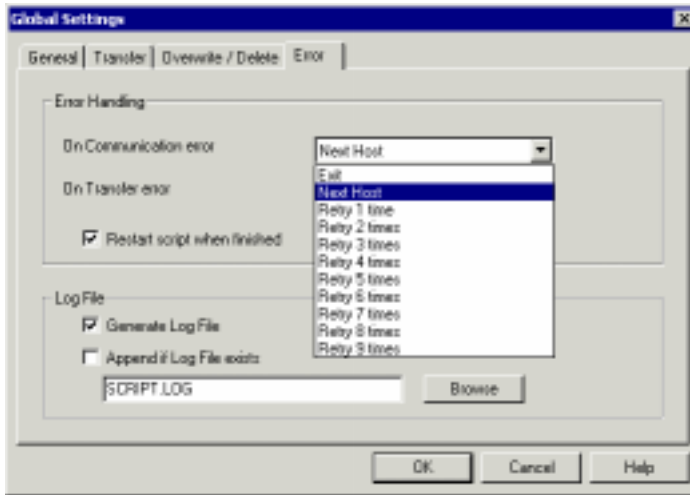 Global Settings
General Transfer Overwrite / Delete Error
Error Handling
On Communication error
Next Host
On Transfer error
Exit
Next Host
Retry 1 time
Retry 2 times
Retry 3 times
Retry 4 times
Retry 5 times
Retry 6 times
Retry 7 times
Retry 8 times
Retry 9 times
Restart script when finished
Log File
Generate Log File
Append if Log File exists
SCRIPT.LOG
Browse
OK Cancel Help